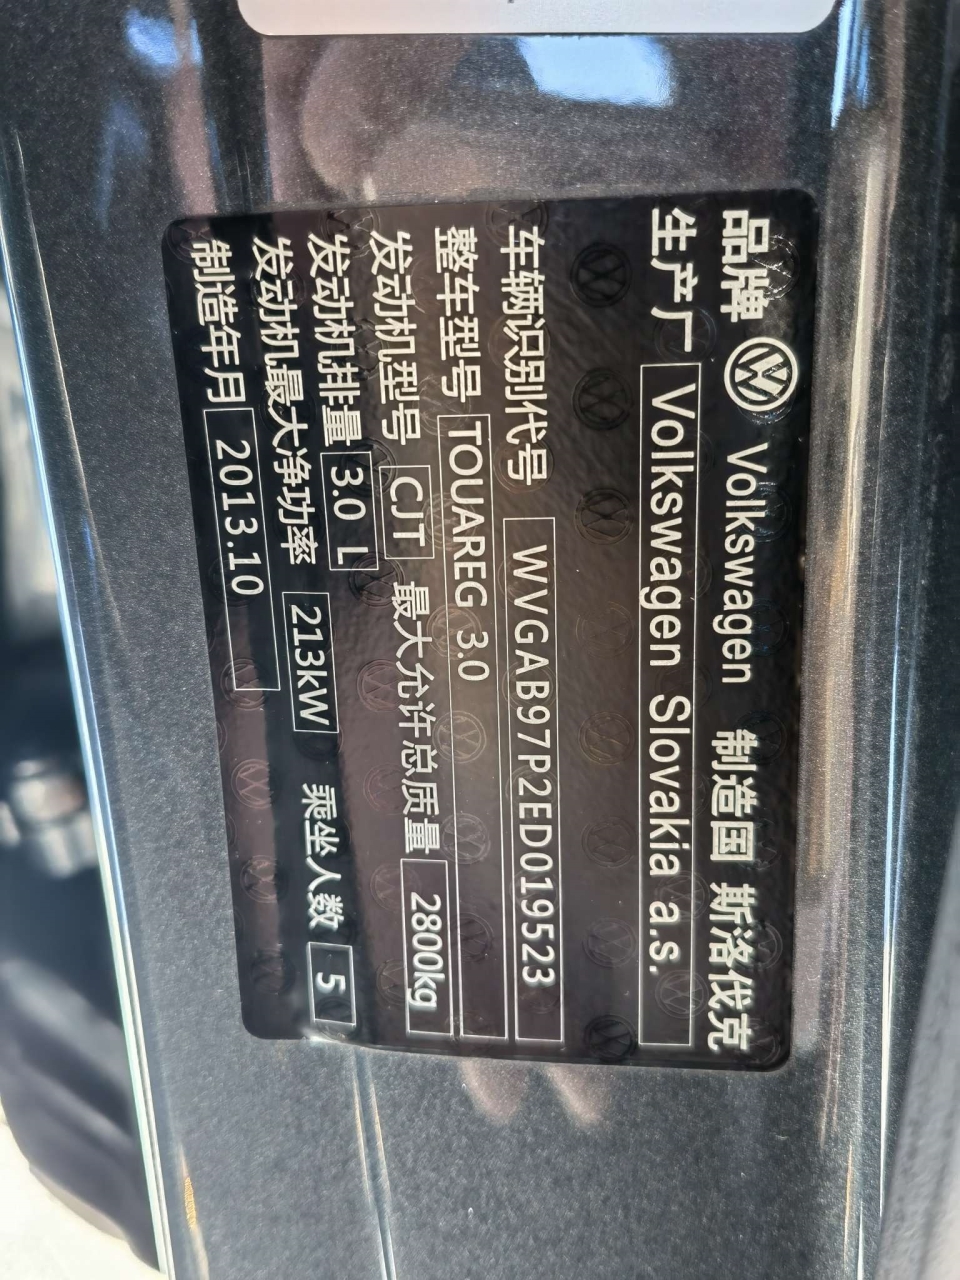 品牌 Volkswagen 制造国 斯洛伐克
生产厂 Volkswagen Slovakia a.s.
车辆识别代号 WVGAB97P2ED019523
整车型号 TOUAREG 3.0
发动机型号 CJT 最大允许总质量 2800kg
发动机排量 3.0 L
发动机最大净功率 213kW 乘坐人数 5
制造年月 2013.10